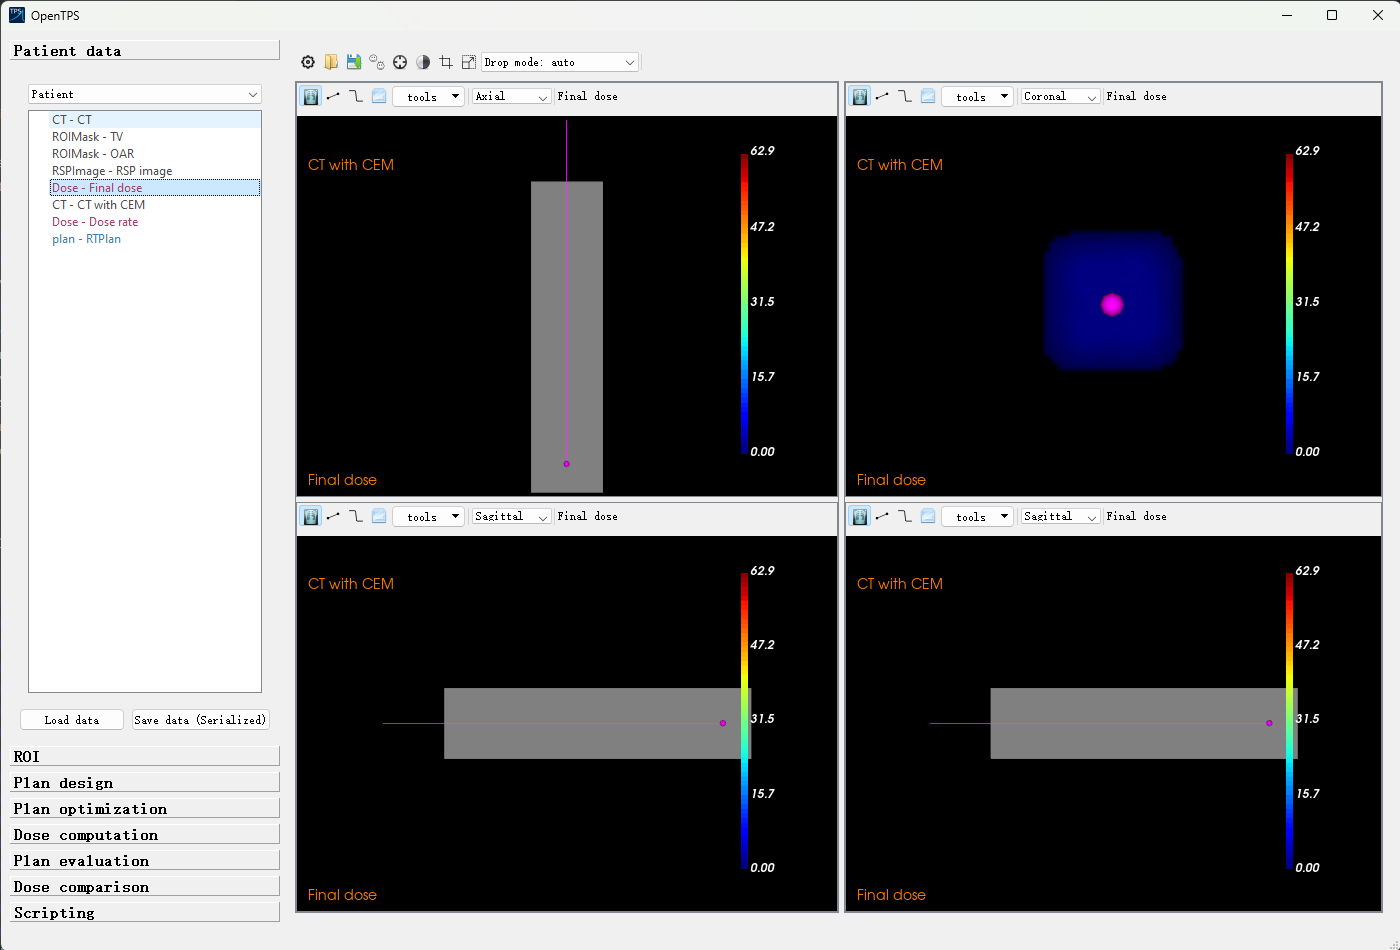 OpenTPS
Patient data
Patient
CT - CT
ROIMask - TV
ROIMask - OAR
RSPImage - RSP image
Dose - Final dose
CT - CT with CEM
Dose - Dose rate
plan - RTPlan
Load data
Save data (Serialized)
ROI
Plan design
Plan optimization
Dose computation
Plan evaluation
Dose comparison
Scripting
Drop mode: auto
tools Axial Final dose
CT with CEM
62.9
47.2
31.5
15.7
0.00
Final dose
tools Coronal Final dose
CT with CEM
62.9
47.2
31.5
15.7
0.00
Final dose
tools Sagittal Final dose
CT with CEM
62.9
47.2
31.5
15.7
0.00
Final dose
tools Sagittal Final dose
CT with CEM
62.9
47.2
31.5
15.7
0.00
Final dose